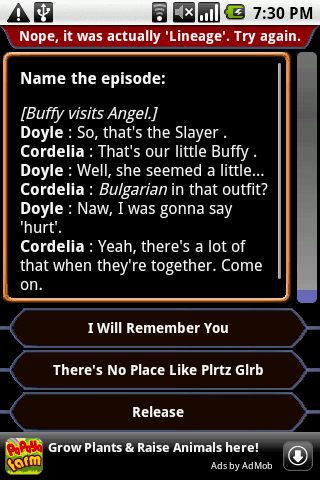 7:30 PM
Nope, it was actually 'Lineage'. Try again.
Name the episode:
[Buffy visits Angel.]
Doyle : So, that's the Slayer .
Cordelia : That's our little Buffy .
Doyle : Well, she seemed a little...
Cordelia : Bulgarian in that outfit?
Doyle : Naw, I was gonna say
'hurt'.
Cordelia : Yeah, there's a lot of
that when they're together. Come
on.
I Will Remember You
There's No Place Like Plrtz Glrb
Release
PaPaYa
Farm
Grow Plants & Raise Animals here!
Ads by AdMob